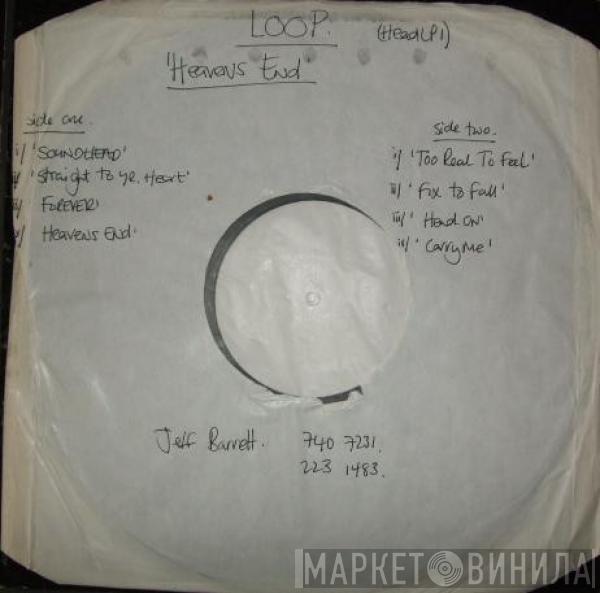 LOOP.
(HEAD LP1)
'Heavens End'
side one.
i/ 'SOUNDHEAD'
ii/ 'Straight to yr. Heart'
iii/ 'FOREVER'
iv/ 'Heavens End'
side two.
i/ 'Too Real To Feel'
ii/ 'Fix to Fall'
iii/ 'Head On'
iv/ 'Carry Me'
Jeff Barrett. 740 7231.
223 1483.
МАРКЕТ ВИНИЛА